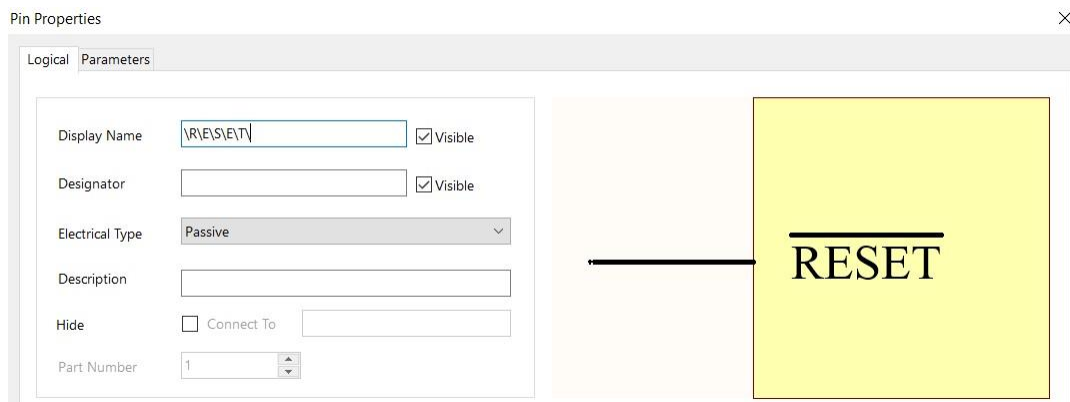 Pin Properties
Logical Parameters
Display Name \R\E\S\E\T\ Visible
Designator Visible
Electrical Type Passive
Description
Hide Connect To
Part Number 1
RESET